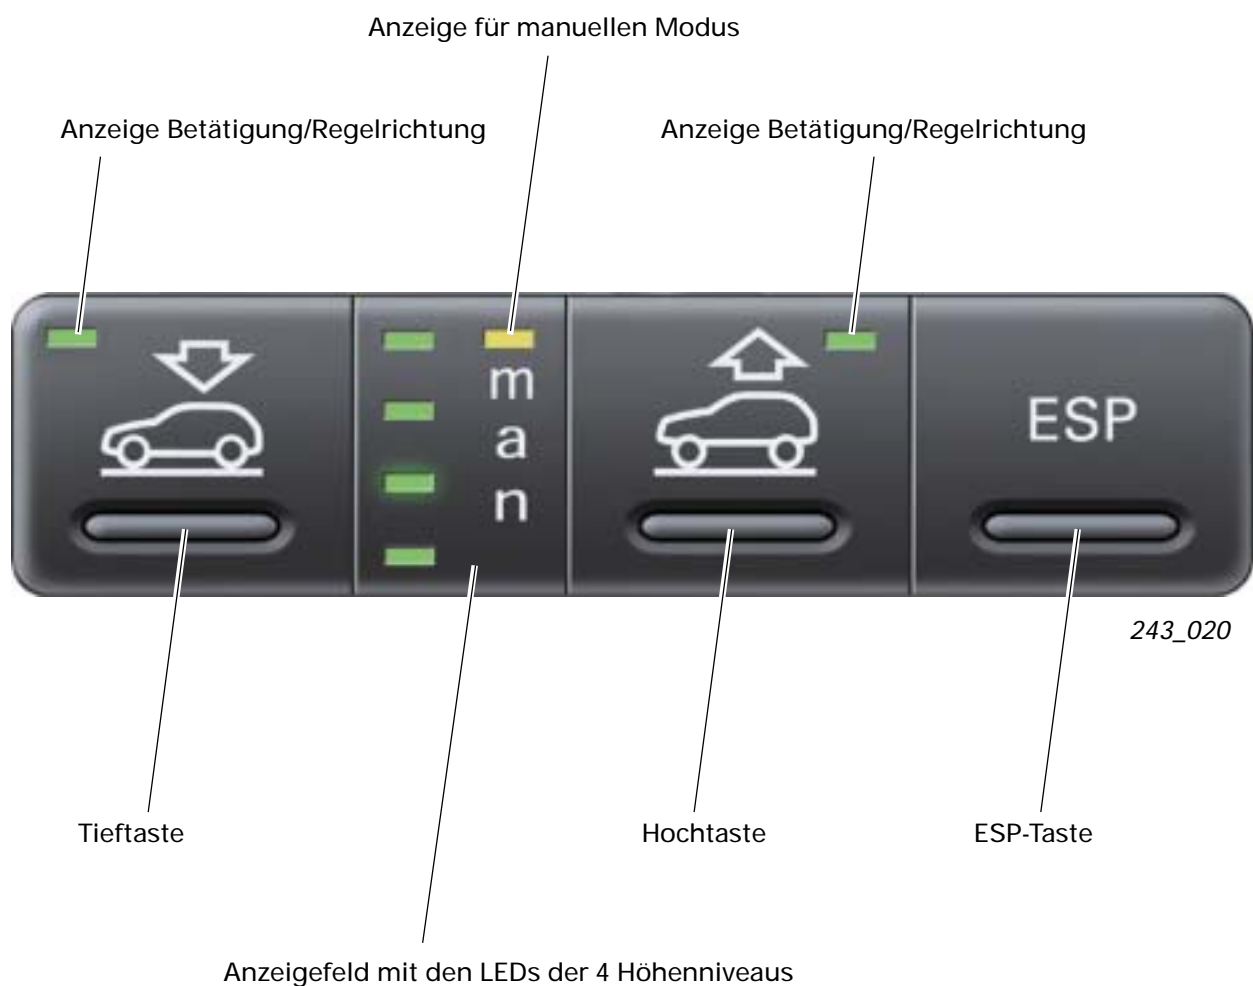 Anzeige für manuellen Modus
Anzeige Betätigung/Regelrichtung
Anzeige Betätigung/Regelrichtung
man
ESP
243_020
Tieftaste
Hochtaste
ESP-Taste
Anzeigefeld mit den LEDs der 4 Höhenniveaus